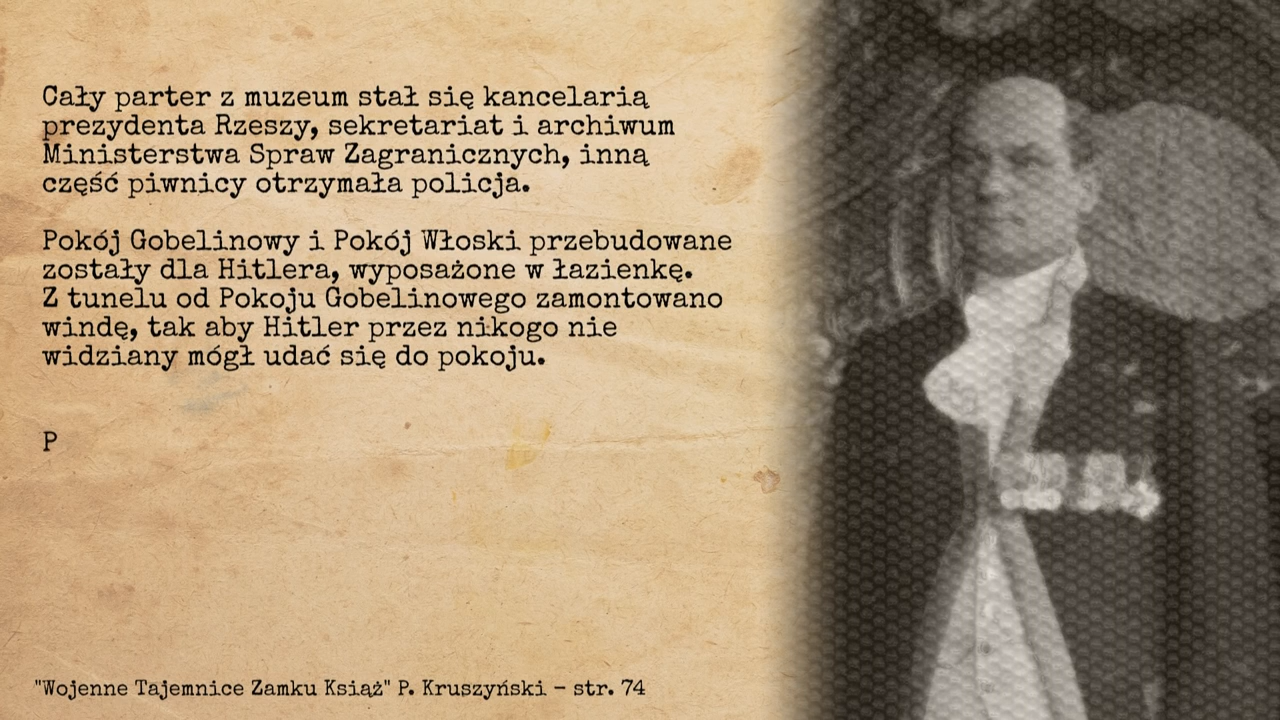 Cały parter z muzeum stał się kancelarią
prezydenta Rzeszy, sekretariat i archiwum
Ministerstwa Spraw Zagranicznych, inną
część piwnicy otrzymała policja.
Pokój Gobelinowy i Pokój Włoski przebudowane
zostały dla Hitlera, wyposażone w łazienkę.
Z tunelu od Pokoju Gobelinowego zamontowano
windę, tak aby Hitler przez nikogo nie
widziany mógł udać się do pokoju.
P
"Wojenne Tajemnice Zamku Książ" P. Kruszyński - str. 74